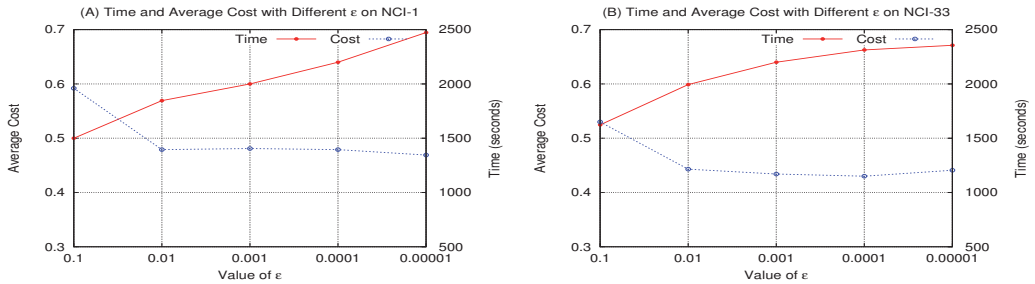 (A) Time and Average Cost with Different ε on NCI-1
Time
Cost
0.7
0.6
0.5
0.4
0.3
Average Cost
2500
2000
1500
1000
500
Time (seconds)
0.1 0.01 0.001 0.0001 0.00001
Value of ε
(B) Time and Average Cost with Different ε on NCI-33
Time
Cost
0.7
0.6
0.5
0.4
0.3
Average Cost
2500
2000
1500
1000
500
Time (seconds)
0.1 0.01 0.001 0.0001 0.00001
Value of ε